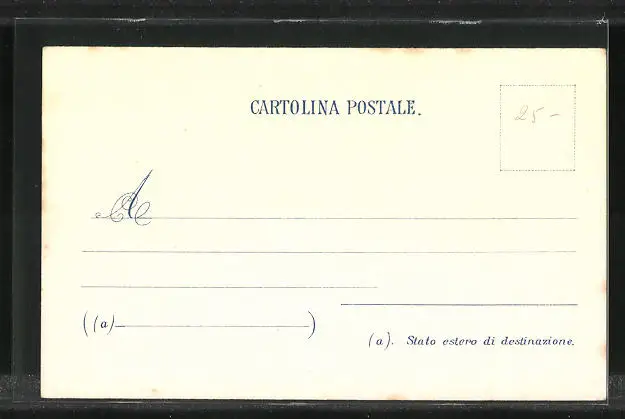 CARTOLINA POSTALE.
25 -
A
((a) )
(a). Stato estero di destinazione.